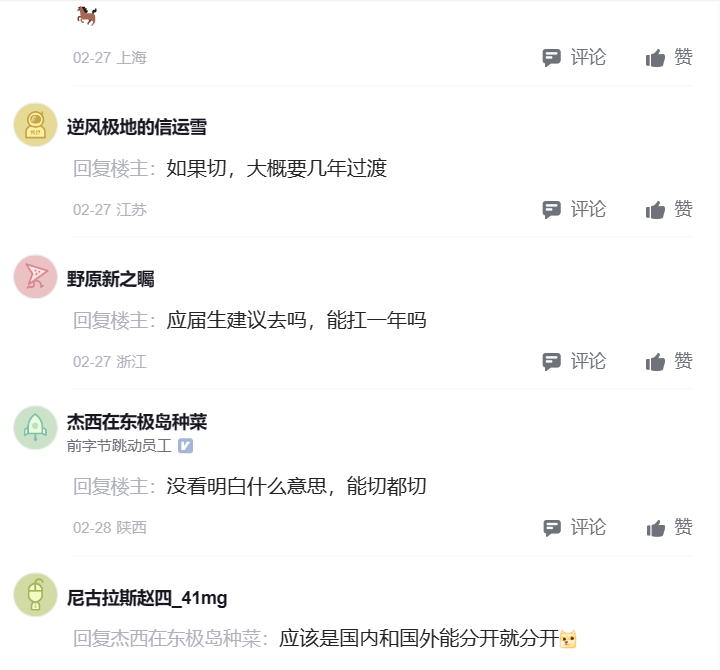 02-27 上海 评论 赞
逆风极地的信运雪
回复楼主：如果切，大概要几年过渡
02-27 江苏 评论 赞
野原新之瞩
回复楼主：应届生建议去吗，能扛一年吗
02-27 浙江 评论 赞
杰西在东极岛种菜
前字节跳动员工
回复楼主：没看明白什么意思，能切都切
02-28 陕西 评论 赞
尼古拉斯赵四_41mg
回复杰西在东极岛种菜：应该是国内和国外能分开就分开